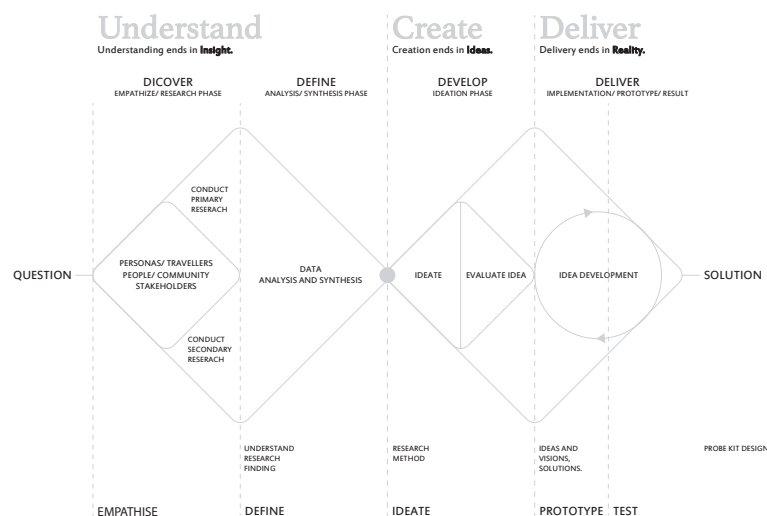 Understand
Create
Deliver
Understanding ends in Insight.
Creation ends in Ideas.
Delivery ends in Reality.
DICOVER
EMPATHIZE/ RESEARCH PHASE
DEFINE
ANALYSIS/ SYNTHESIS PHASE
DEVELOP
IDEATION PHASE
DELIVER
IMPLEMENTATION/ PROTOTYPE/ RESULT
CONDUCT
PRIMARY
RESERACH
QUESTION
PERSONAS/ TRAVELLERS
PEOPLE/ COMMUNITY
STAKEHOLDERS
DATA
ANALYSIS AND SYNTHESIS
IDEATE
EVALUATE IDEA
IDEA DEVELOPMENT
SOLUTION
CONDUCT
SECONDARY
RESERACH
UNDERSTAND
RESEARCH
FINDING
RESEARCH
METHOD
IDEAS AND
VISIONS,
SOLUTIONS.
PROBE KIT DESIGN
EMPATHISE
DEFINE
IDEATE
PROTOTYPE
TEST